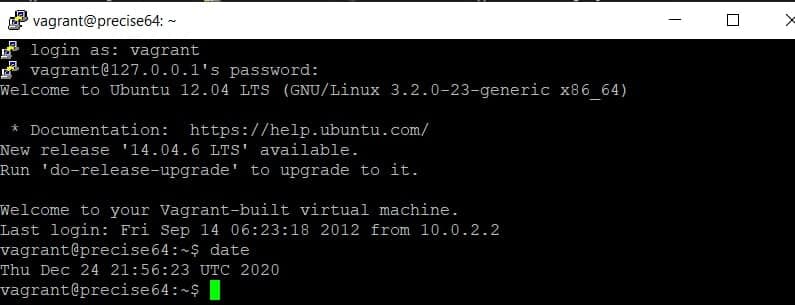 vagrant@precise64: ~
login as: vagrant
vagrant@127.0.0.1's password:
Welcome to Ubuntu 12.04 LTS (GNU/Linux 3.2.0-23-generic x86_64)
* Documentation:  https://help.ubuntu.com/
New release '14.04.6 LTS' available.
Run 'do-release-upgrade' to upgrade to it.
Welcome to your Vagrant-built virtual machine.
Last login: Fri Sep 14 06:23:18 2012 from 10.0.2.2
vagrant@precise64:~$ date
Thu Dec 24 21:56:23 UTC 2020
vagrant@precise64:~$